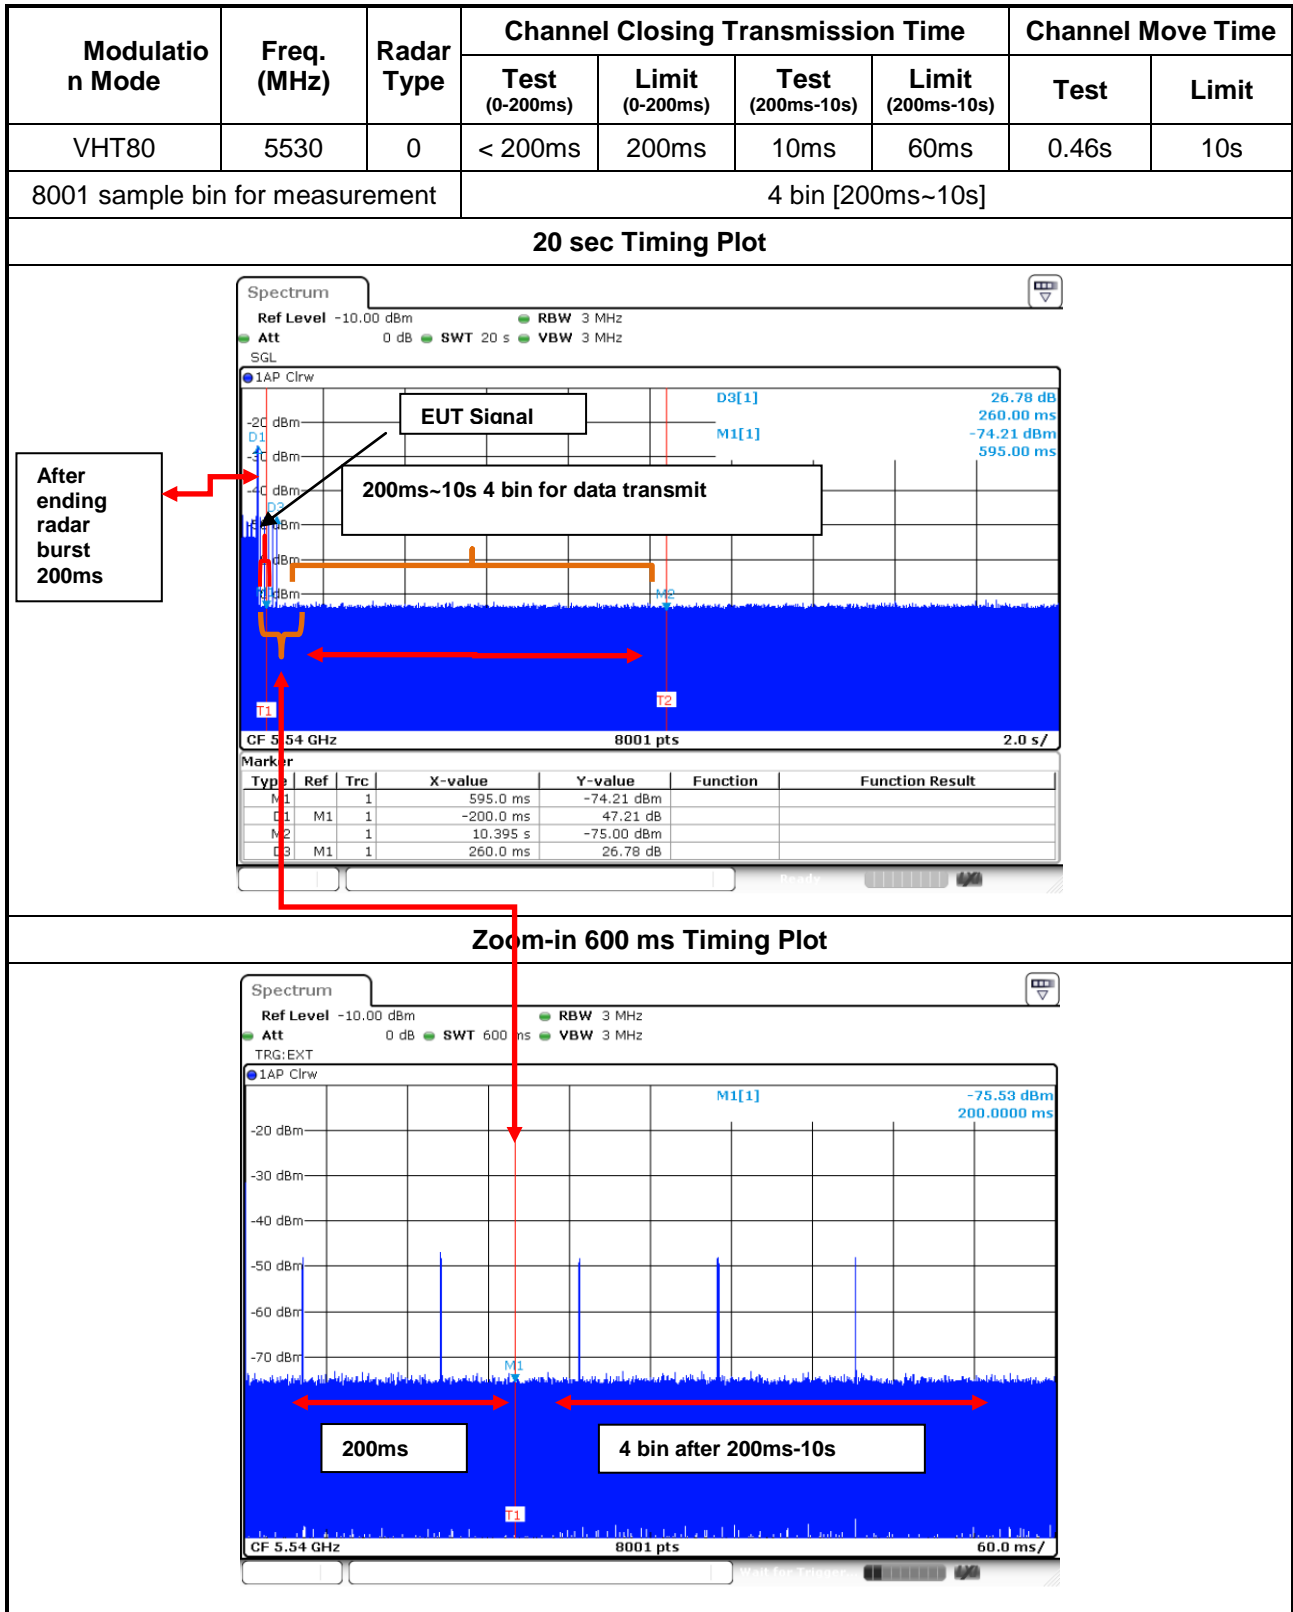 Modulatio
n Mode
Freq.
(MHz)
Radar
Type
Channel Closing Transmission Time
Channel Move Time
Test
(0-200ms)
Limit
(0-200ms)
Test
(200ms-10s)
Limit
(200ms-10s)
Test
Limit
VHT80
5530
0
< 200ms
200ms
10ms
60ms
0.46s
10s
8001 sample bin for measurement
4 bin [200ms~10s]
20 sec Timing Plot
Spectrum
Ref Level -10.00 dBm RBW 3 MHz
Att 0 dB SWT 20 s VBW 3 MHz
SGL
1AP Clrw
D3[1] 26.78 dB
260.00 ms
M1[1] -74.21 dBm
595.00 ms
-20 dBm
D1
-30 dBm
-40 dBm
D3
dBm
dBm
dBm
M2
EUT Signal
200ms~10s 4 bin for data transmit
After
ending
radar
burst
200ms
T1
T2
CF 5.54 GHz 8001 pts 2.0 s/
Marker
Type Ref Trc X-value Y-value Function Function Result
M1 1 595.0 ms -74.21 dBm
D1 M1 1 -200.0 ms 47.21 dB
M2 1 10.395 s -75.00 dBm
D3 M1 1 260.0 ms 26.78 dB
Ready
Zoom-in 600 ms Timing Plot
Spectrum
Ref Level -10.00 dBm RBW 3 MHz
Att 0 dB SWT 600 ms VBW 3 MHz
TRG:EXT
1AP Clrw
M1[1] -75.53 dBm
200.0000 ms
-20 dBm
-30 dBm
-40 dBm
-50 dBm
-60 dBm
-70 dBm
M1
200ms
4 bin after 200ms-10s
T1
CF 5.54 GHz 8001 pts 60.0 ms/
Wait for Trigger